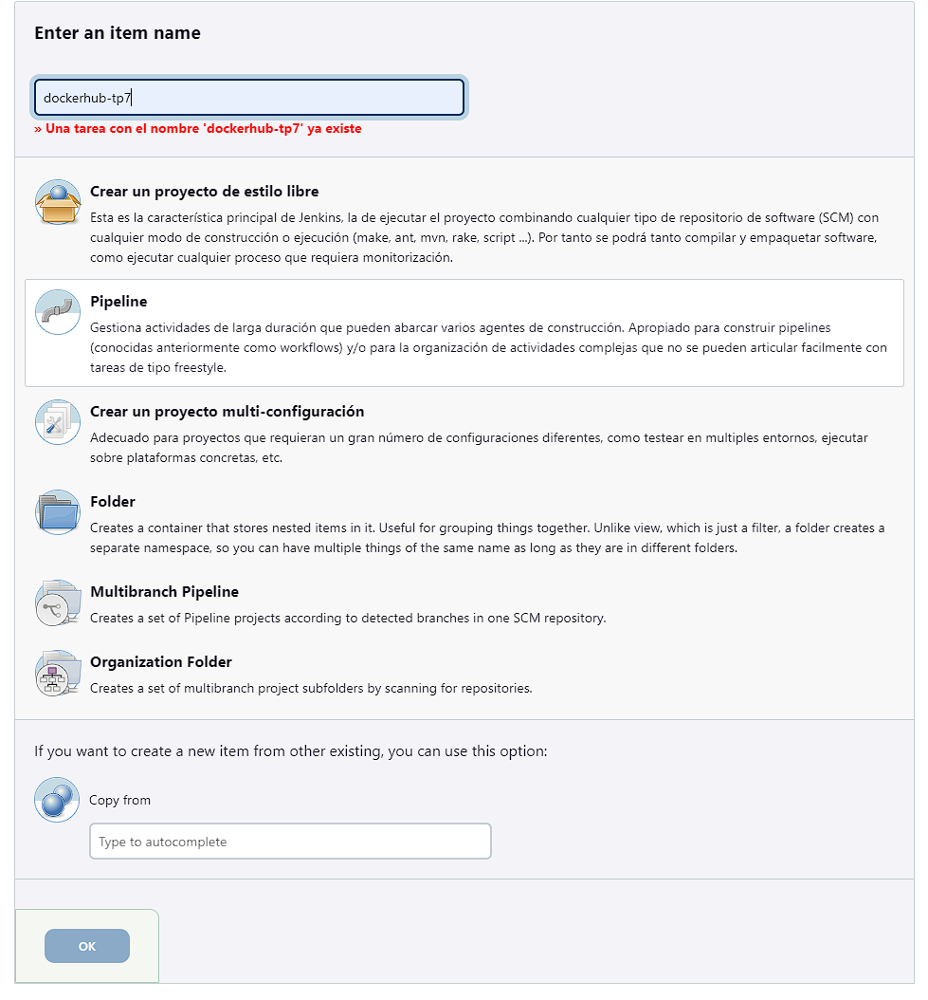 Enter an item name
dockerhub-tp7
» Una tarea con el nombre 'dockerhub-tp7' ya existe
Crear un proyecto de estilo libre
Esta es la característica principal de Jenkins, la de ejecutar el proyecto combinando cualquier tipo de repositorio de software (SCM) con
cualquier modo de construcción o ejecución (make, ant, mvn, rake, script ...). Por tanto se podrá tanto compilar y empaquetar software,
como ejecutar cualquier proceso que requiera monitorización.
Pipeline
Gestiona actividades de larga duración que pueden abarcar varios agentes de construcción. Apropiado para construir pipelines
(conocidas anteriormente como workflows) y/o para la organización de actividades complejas que no se pueden articular facilmente con
tareas de tipo freestyle.
Crear un proyecto multi-configuración
Adecuado para proyectos que requieran un gran número de configuraciones diferentes, como testear en multiples entornos, ejecutar
sobre plataformas concretas, etc.
Folder
Creates a container that stores nested items in it. Useful for grouping things together. Unlike view, which is just a filter, a folder creates a
separate namespace, so you can have multiple things of the same name as long as they are in different folders.
Multibranch Pipeline
Creates a set of Pipeline projects according to detected branches in one SCM repository.
Organization Folder
Creates a set of multibranch project subfolders by scanning for repositories.
If you want to create a new item from other existing, you can use this option:
Copy from
Type to autocomplete
OK